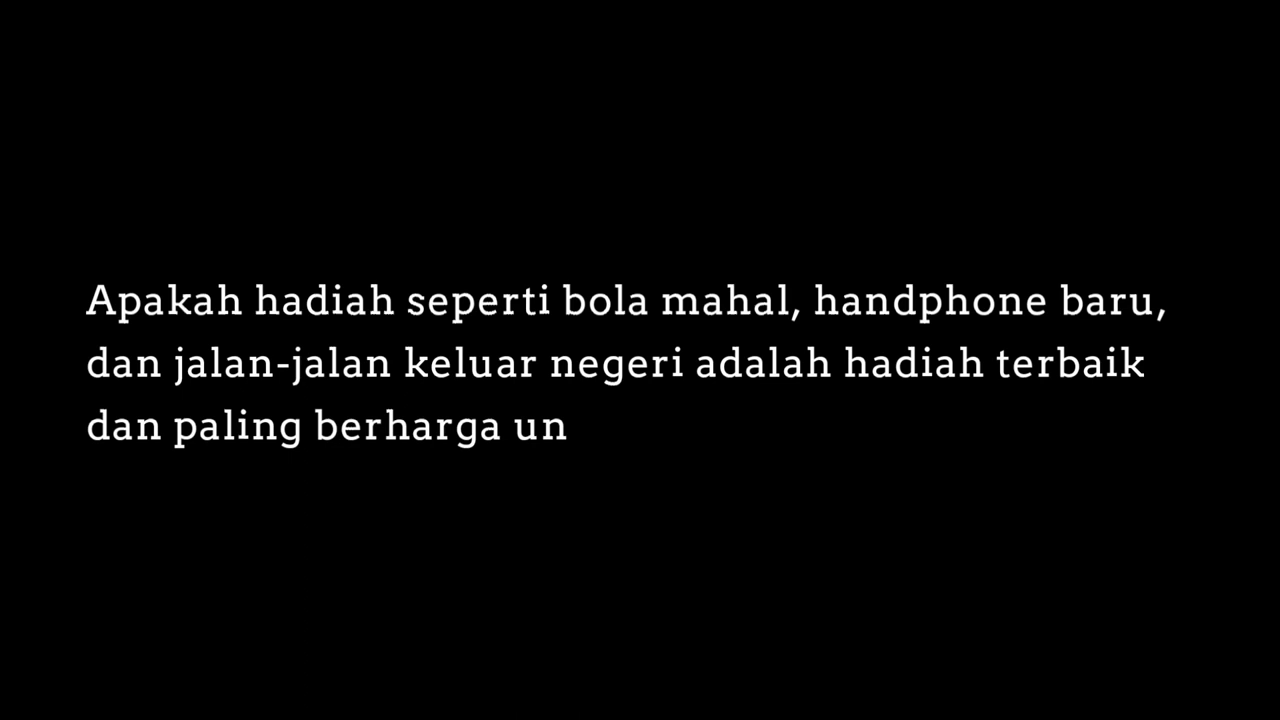 Apakah hadiah seperti bola mahal, handphone baru,
dan jalan-jalan keluar negeri adalah hadiah terbaik
dan paling berharga un